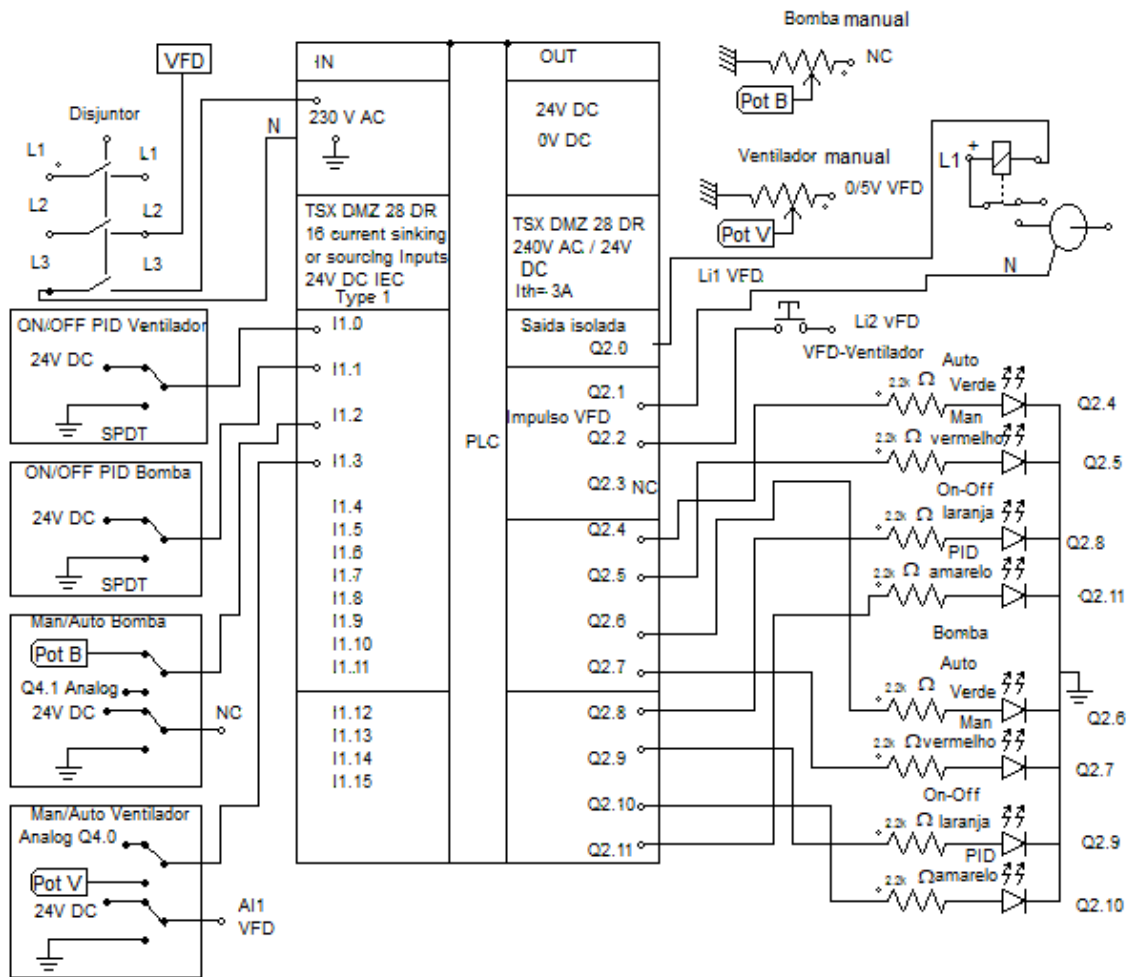 Bomba manual
NC
Pot B
VFD
Disjuntor
L1
L1
L2
L2
L3
L3
N
IN
230 V AC
OUT
24V DC
0V DC
Ventilador manual
0/5V VFD
Pot V
L1
+
N
TSX DMZ 28 DR
16 current sinking
or sourcing Inputs
24V DC IEC
Type 1
TSX DMZ 28 DR
240V AC / 24V
DC
Ith= 3A
Li1 VFD
Li2 VFD
VFD-Ventilador
ON/OFF PID Ventilador
24V DC
SPDT
ON/OFF PID Bomba
24V DC
SPDT
Man/Auto Bomba
Pot B
Q4.1 Analog
24V DC
NC
Man/Auto Ventilador
Analog Q4.0
Pot V
24V DC
AI1
VFD
I1.0
I1.1
I1.2
I1.3
I1.4
I1.5
I1.6
I1.7
I1.8
I1.9
I1.10
I1.11
I1.12
I1.13
I1.14
I1.15
PLC
Saida isolada
Q2.0
Q2.1
Impulso VFD
Q2.2
Q2.3 NC
Q2.4
Q2.5
Q2.6
Q2.7
Q2.8
Q2.9
Q2.10
Q2.11
Auto
2.2k Ω Verde
Q2.4
Man
2.2k Ω vermelho
Q2.5
On-Off
2.2k Ω laranja
Q2.8
PID
2.2k Ω amarelo
Q2.11
Bomba
Auto
2.2k Ω Verde
Q2.6
Man
2.2k Ω vermelho
Q2.7
On-Off
2.2k Ω laranja
Q2.9
PID
2.2k Ω amarelo
Q2.10